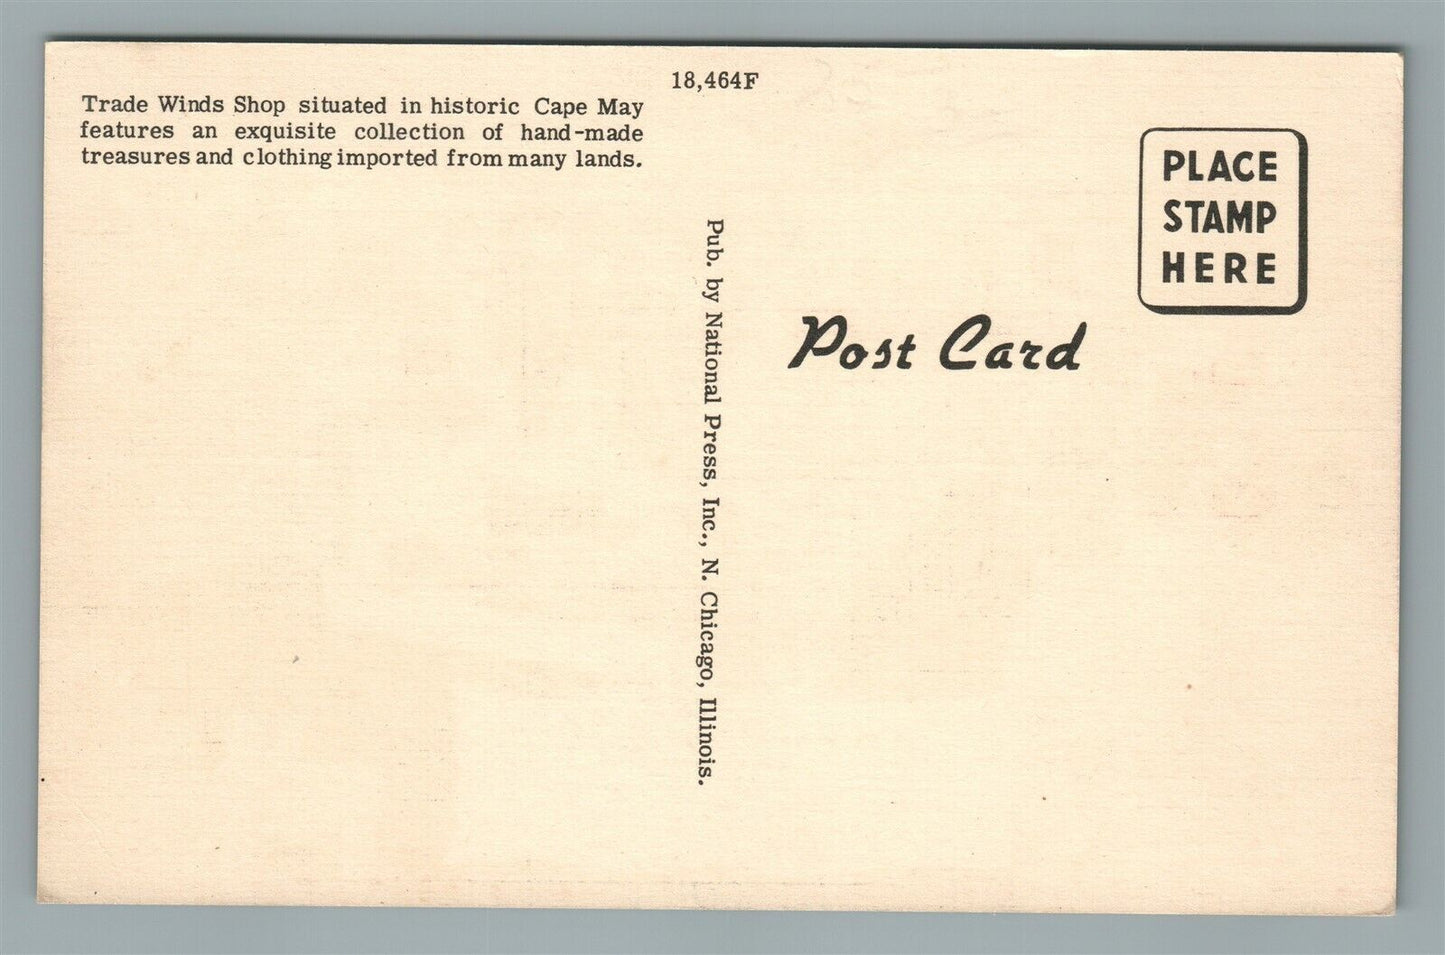 18,464F
Trade Winds Shop situated in historic Cape May
features an exquisite collection of hand-made
treasures and clothing imported from many lands.
Pub. by National Press, Inc., N. Chicago, Illinois.
PLACE
STAMP
HERE
Post Card